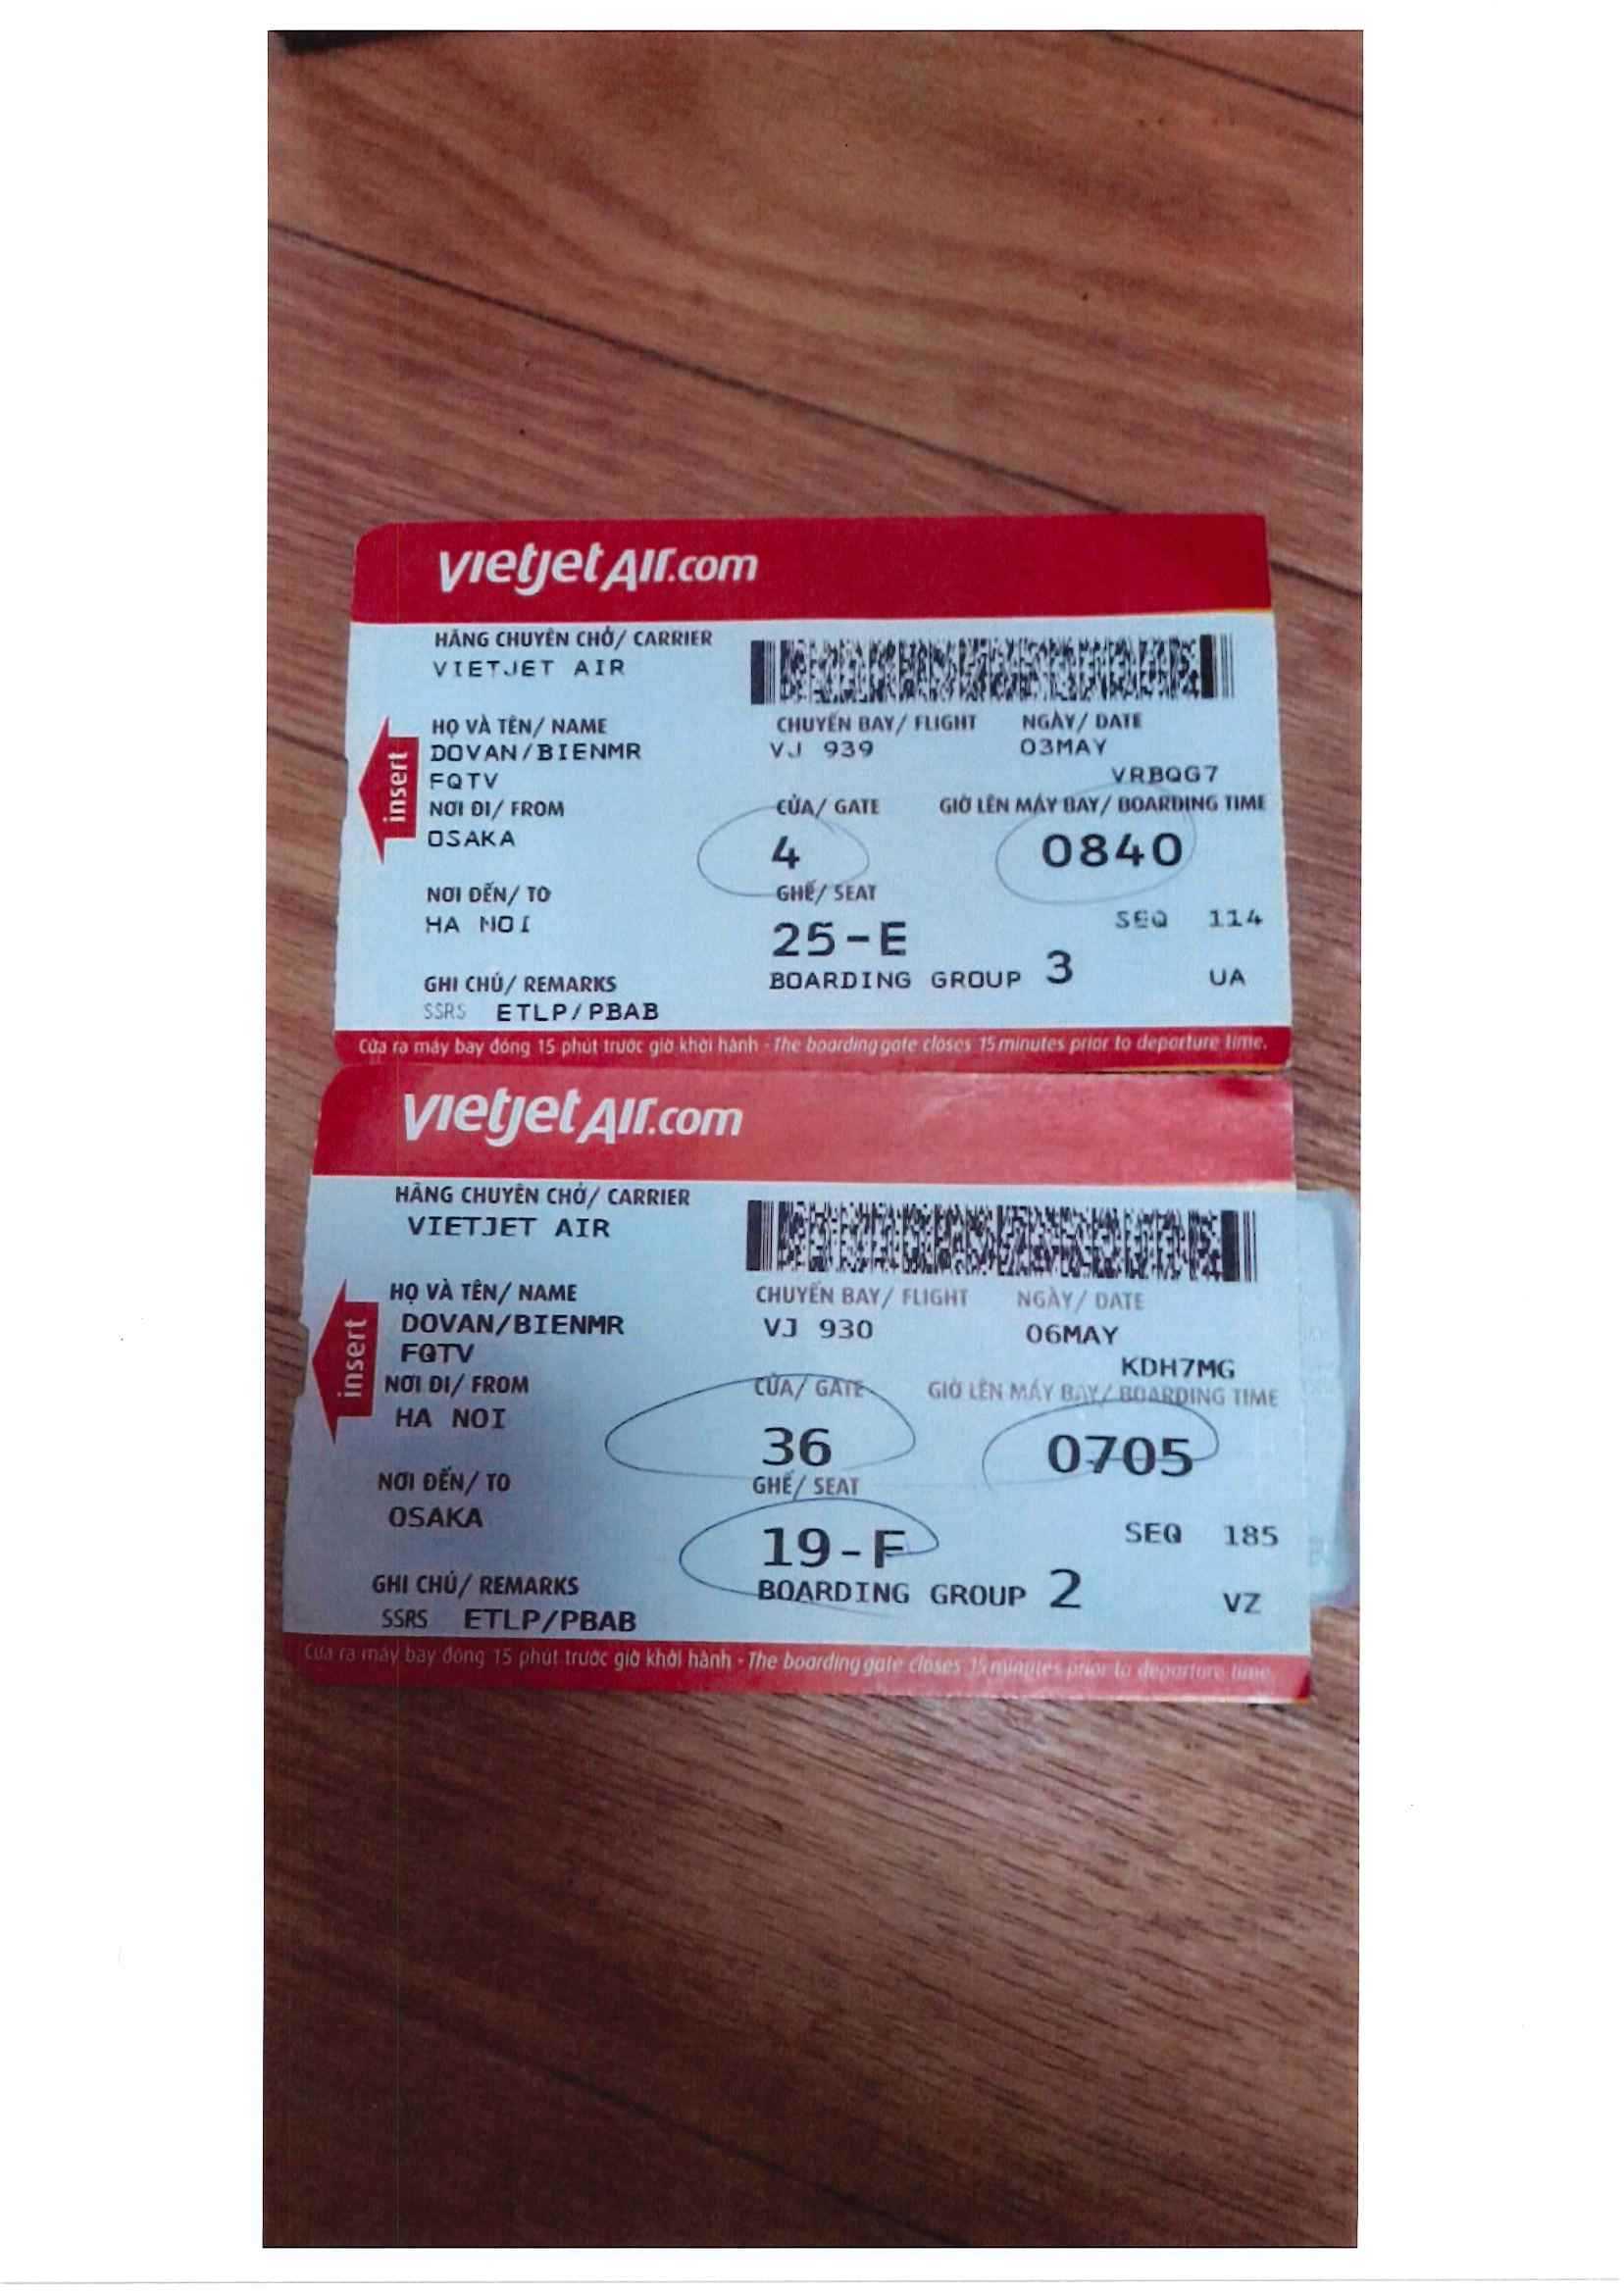 vietjetAir.com
HÃNG CHUYÊN CHỞ/ CARRIER
VIETJET AIR
HỌ VÀ TÊN/ NAME
CHUYẾN BAY/ FLIGHT
NGÀY/ DATE
DOVAN/BIENMR
VJ 939
03MAY
FQTV
VRBQG7
NƠI ĐI/ FROM
CỬA/ GATE
GIỜ LÊN MÁY BAY/ BOARDING TIME
OSAKA
4
0840
NƠI ĐẾN/ TO
GHẾ/ SEAT
HA NOI
25-E
SEQ 114
GHI CHÚ/ REMARKS
BOARDING GROUP 3
UA
SSRS ETLP/PBAB
insert
Cửa ra máy bay đóng 15 phút trước giờ khởi hành - The boarding gate closes 15 minutes prior to departure time.
vietjetAir.com
HÃNG CHUYÊN CHỞ/ CARRIER
VIETJET AIR
HỌ VÀ TÊN/ NAME
CHUYẾN BAY/ FLIGHT
NGÀY/ DATE
DOVAN/BIENMR
VJ 930
06MAY
FQTV
KDH7MG
NƠI ĐI/ FROM
CỬA/ GATE
GIỜ LÊN MÁY BAY/ BOARDING TIME
HA NOI
36
0705
NƠI ĐẾN/ TO
GHẾ/ SEAT
OSAKA
19-F
SEQ 185
GHI CHÚ/ REMARKS
BOARDING GROUP 2
VZ
SSRS ETLP/PBAB
insert
Cửa ra máy bay đóng 15 phút trước giờ khởi hành - The boarding gate closes 15 minutes prior to departure time.